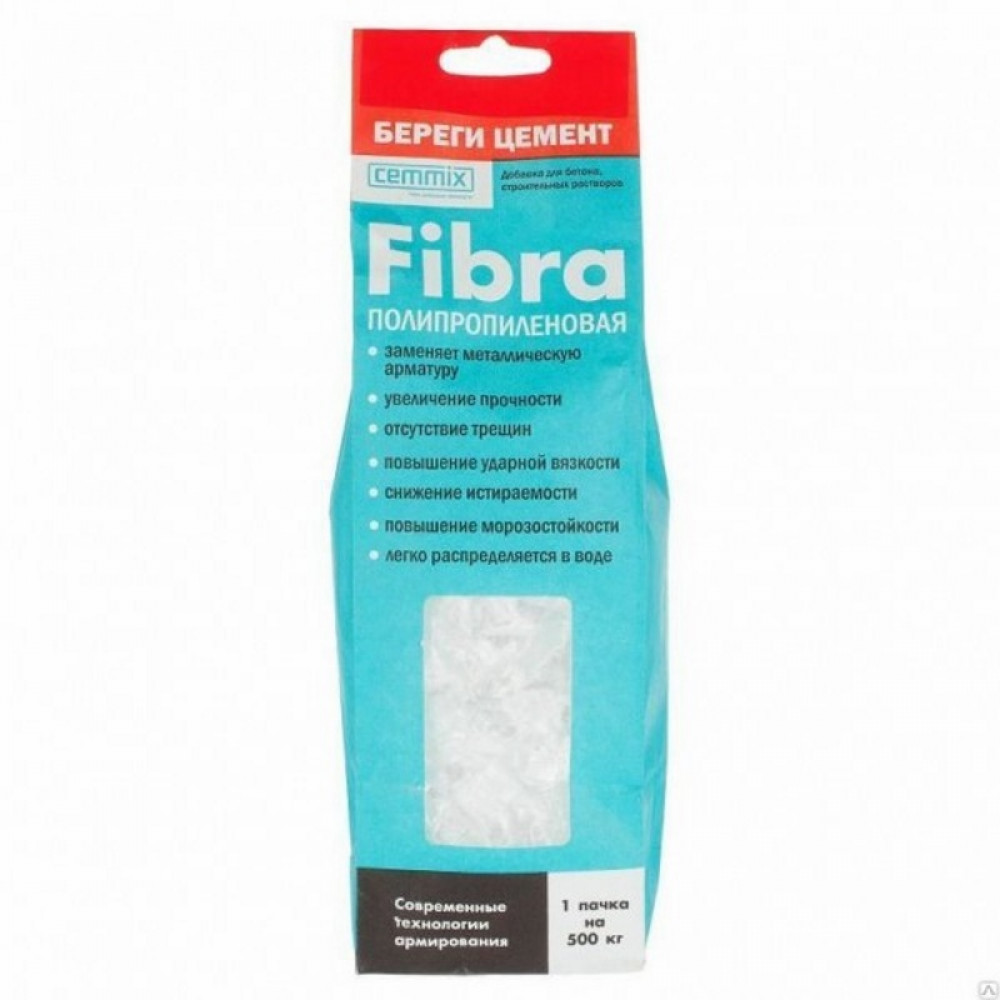 БЕРЕГИ ЦЕМЕНТ
cemmix
Добавка для бетона,
строительных растворов
Fibra
ПОЛИПРОПИЛЕНОВАЯ
• заменяет металлическую
арматуру
• увеличение прочности
• отсутствие трещин
• повышение ударной вязкости
• снижение истираемости
• повышение морозостойкости
• легко распределяется в воде
Современные
технологии
армирования
1 пачка
на
500 кг